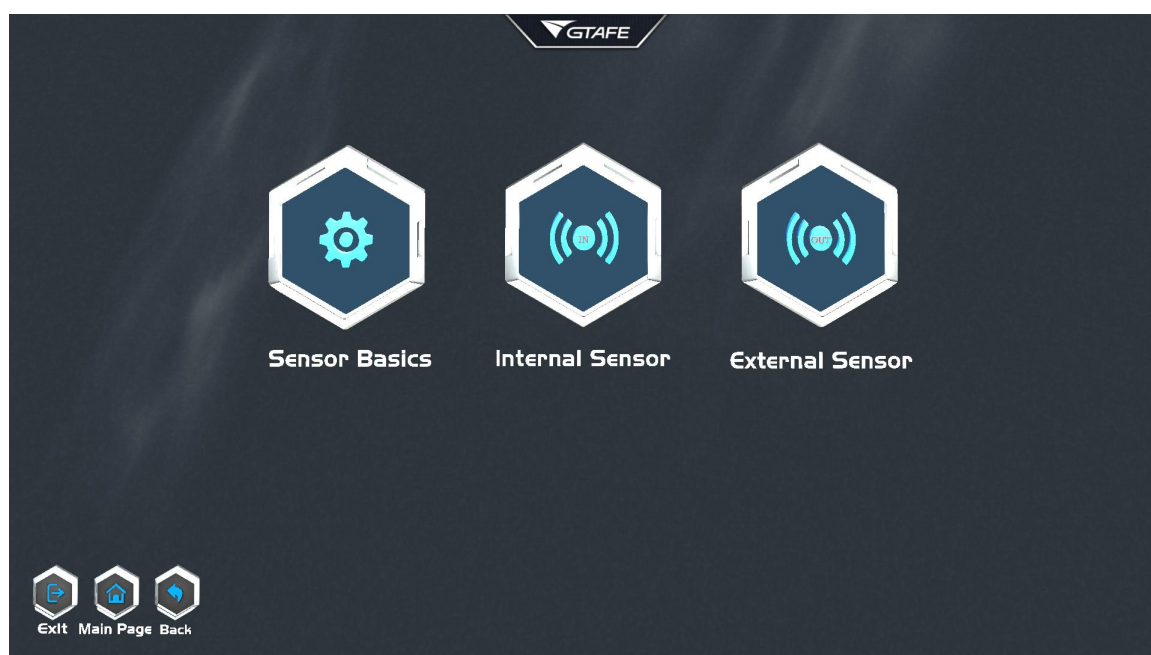 GTAFE
IN
OUT
Sensor Basics
Internal Sensor
External Sensor
Exit
Main Page
Back